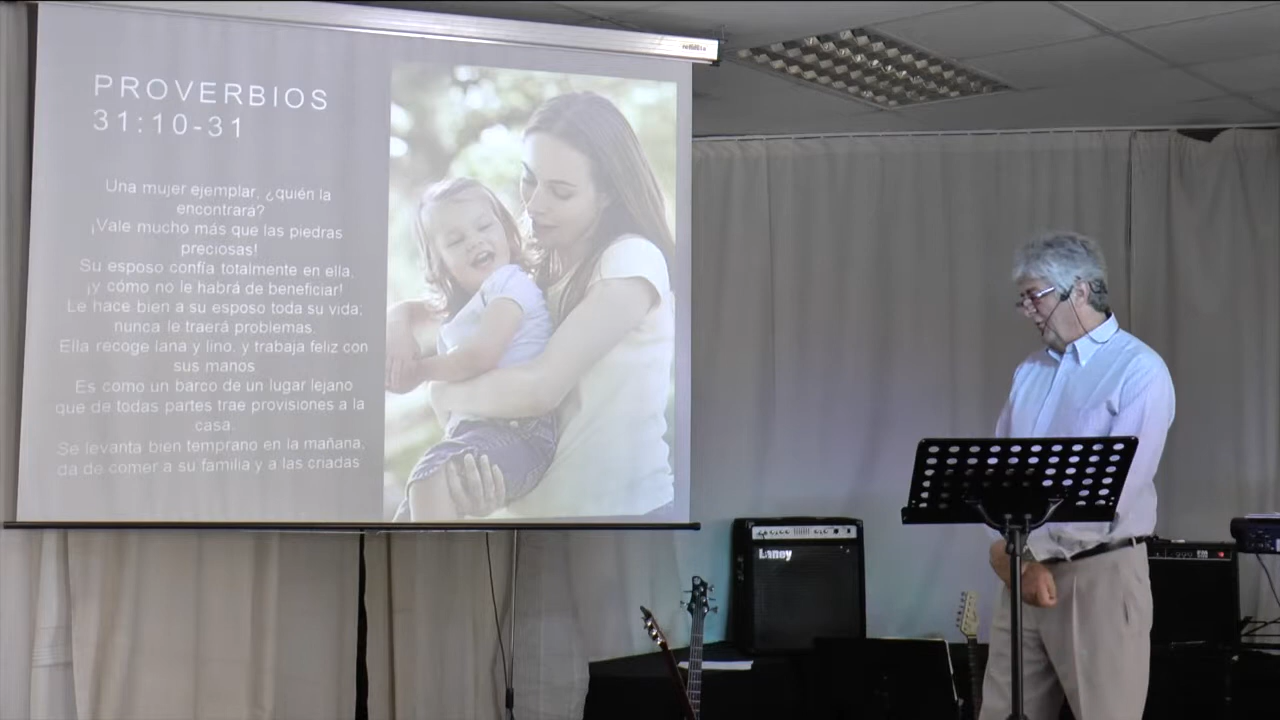 PROVERBIOS
31:10-31
Una mujer ejemplar, ¿quién la
encontrará?
¡Vale mucho más que las piedras
preciosas!
Su esposo confía totalmente en ella,
¡y cómo no le habrá de beneficiar!
Le hace bien a su esposo toda su vida;
nunca le traerá problemas.
Ella recoge lana y lino, y trabaja feliz con
sus manos
Es como un barco de un lugar lejano
que de todas partes trae provisiones a la
casa.
Se levanta bien temprano en la mañana;
da de comer a su familia y a las criadas
Laney